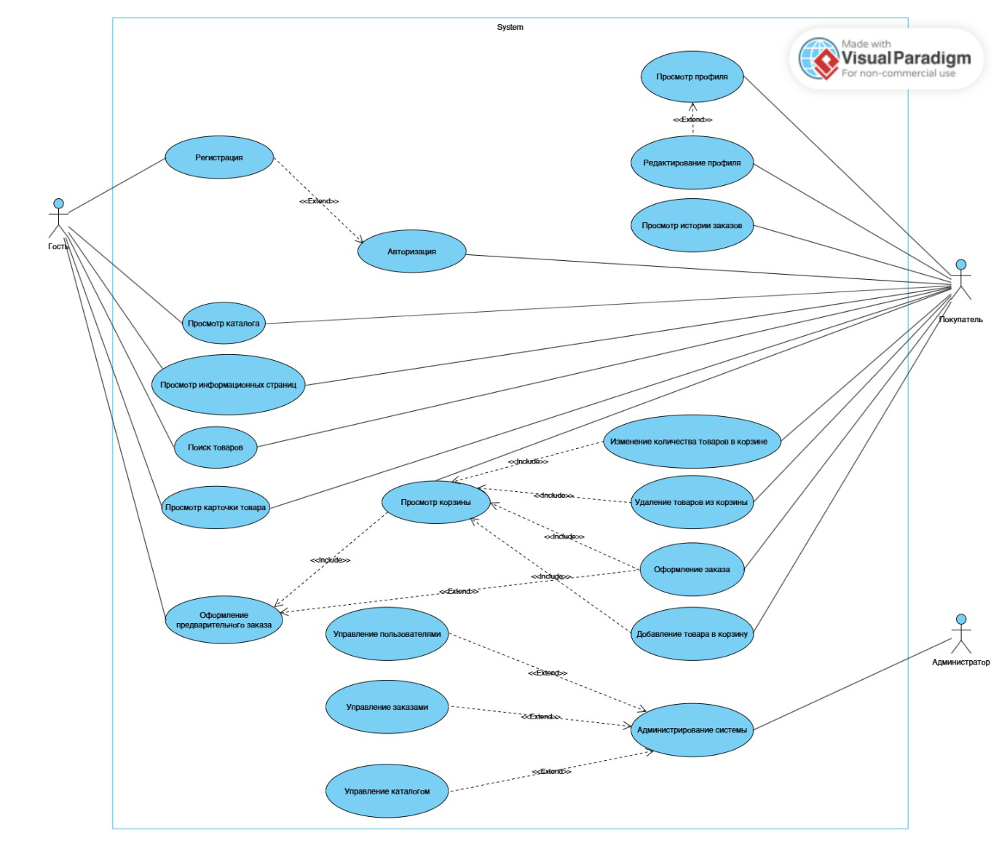 System
Made with
Visual Paradigm
For non-commercial use
Просмотр профиля
<<Extend>>
Регистрация
Редактирование профиля
<<Extend>>
Просмотр истории заказов
Гость
Авторизация
Просмотр каталога
Покупатель
Просмотр информационных страниц
Поиск товаров
Изменение количества товаров в корзине
<<Include>>
Просмотр карточки товара
Просмотр корзины
<<Include>>
Удаление товаров из корзины
<<Include>>
<<Include>>
Оформление заказа
<<Include>>
<<Extend>>
Оформление
предварительного заказа
Управление пользователями
Добавление товара в корзину
Администратор
<<Extend>>
Управление заказами
<<Extend>>
Администрирование системы
<<Extend>>
Управление каталогом